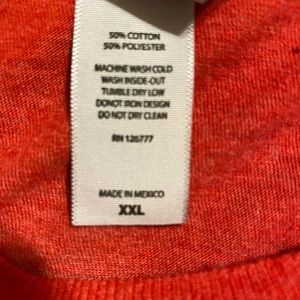 50% COTTON
50% POLYESTER
MACHINE WASH COLD
WASH INSIDE-OUT
TUMBLE DRY LOW
DONOT IRON DESIGN
DO NOT DRY CLEAN
RN 126777
MADE IN MEXICO
XXL